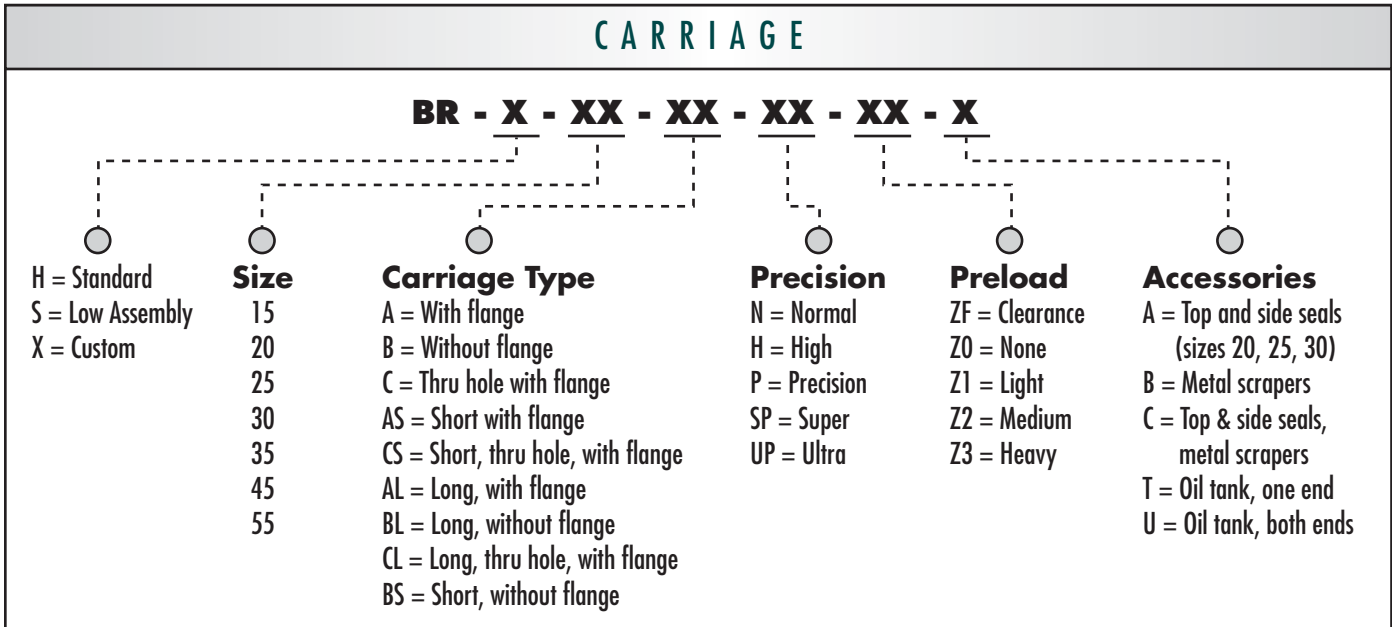 CARRIAGE
BR - X - XX - XX - XX - XX - X
H = Standard
S = Low Assembly
X = Custom
Size
15
20
25
30
35
45
55
Carriage Type
A = With flange
B = Without flange
C = Thru hole with flange
AS = Short with flange
CS = Short, thru hole, with flange
AL = Long, with flange
BL = Long, without flange
CL = Long, thru hole, with flange
BS = Short, without flange
Precision
N = Normal
H = High
P = Precision
SP = Super
UP = Ultra
Preload
ZF = Clearance
Z0 = None
Z1 = Light
Z2 = Medium
Z3 = Heavy
Accessories
A = Top and side seals
(sizes 20, 25, 30)
B = Metal scrapers
C = Top & side seals,
metal scrapers
T = Oil tank, one end
U = Oil tank, both ends